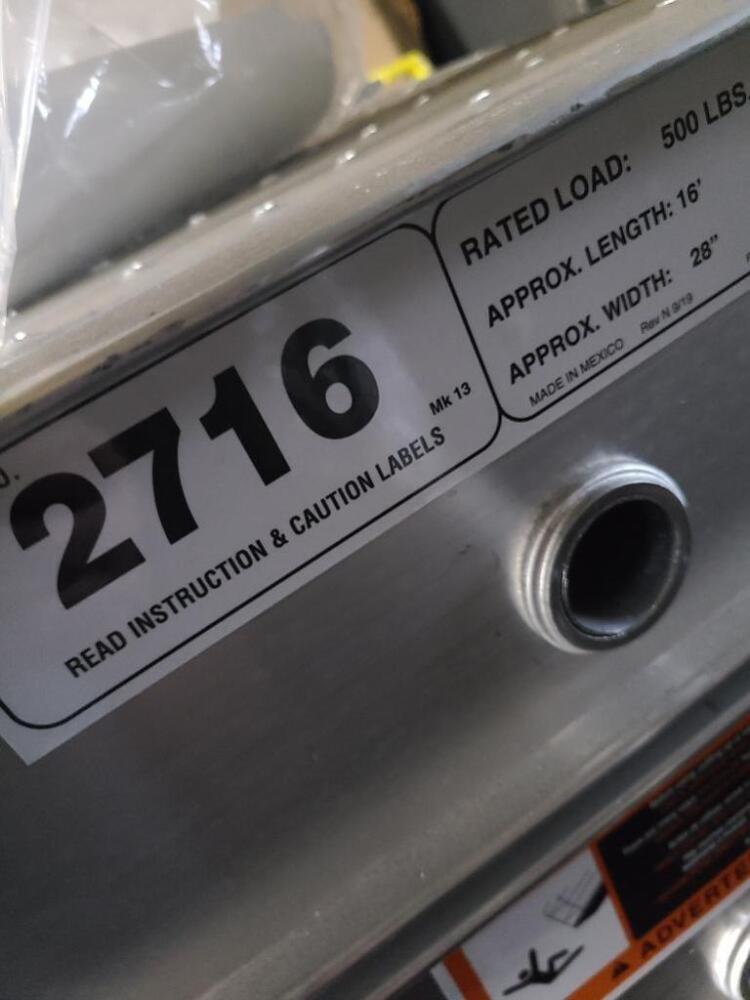 2716
Mk 13
READ INSTRUCTION & CAUTION LABELS
RATED LOAD: 500 LBS.
APPROX. LENGTH: 16'
APPROX. WIDTH: 28"
MADE IN MEXICO Rev N 9/19